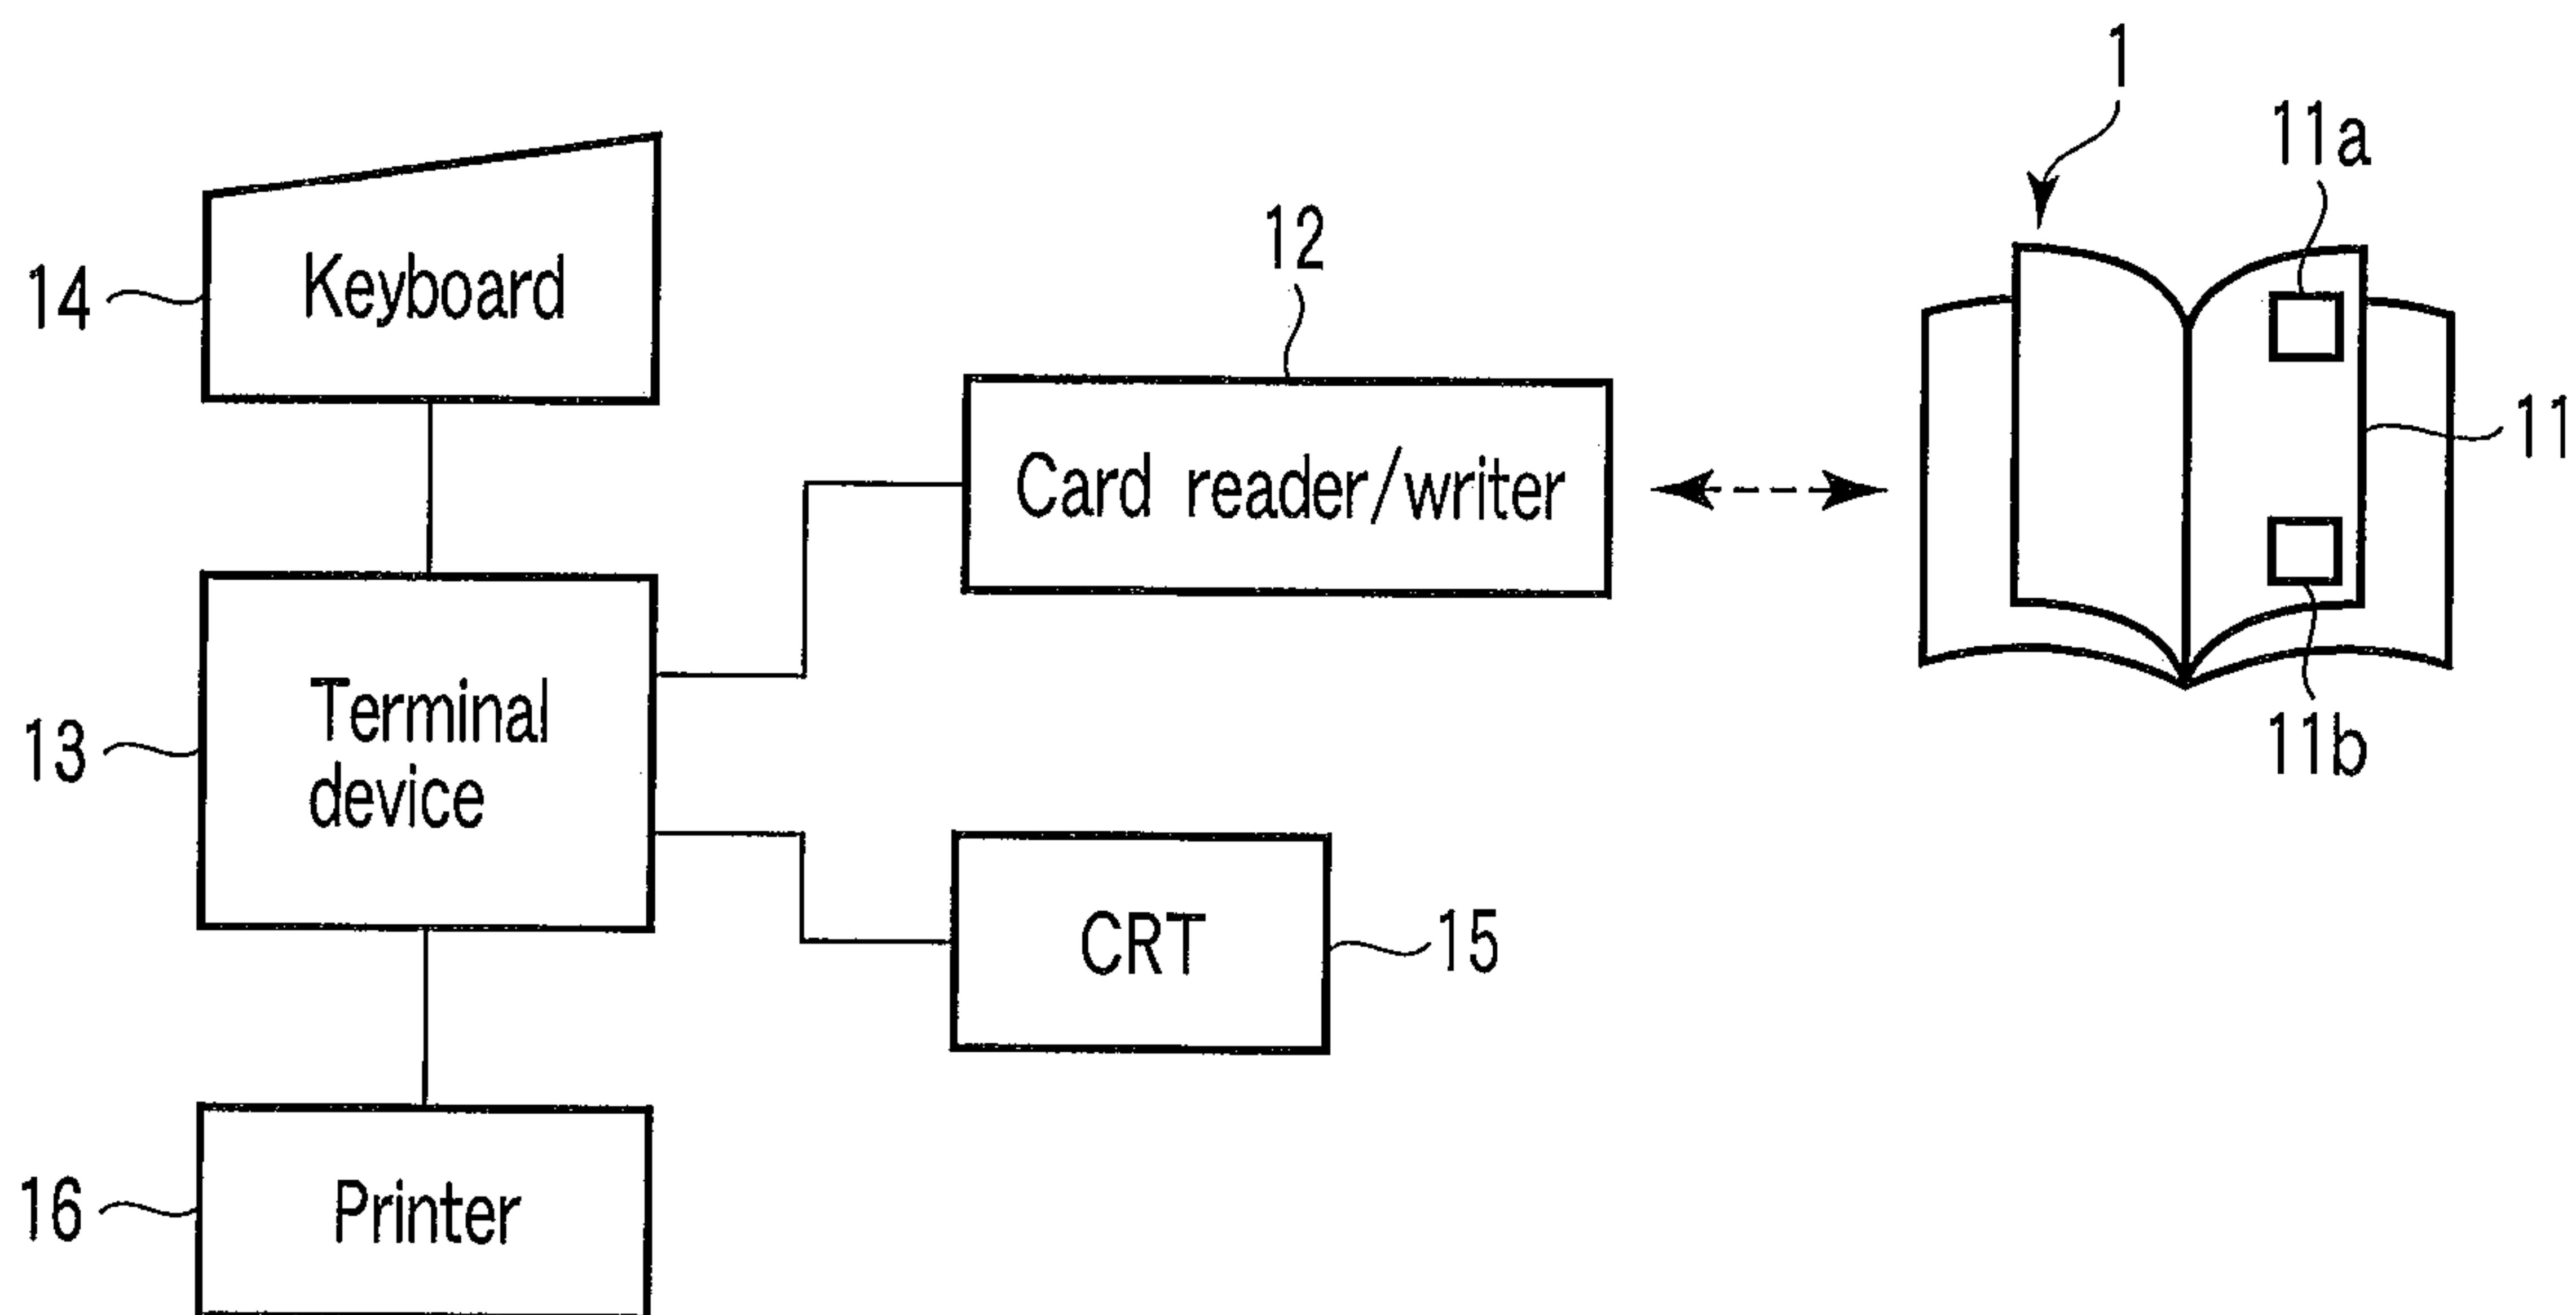 1
11a
12
14
Keyboard
Card reader/writer
11
Terminal
device
13
11b
CRT
15
16
Printer